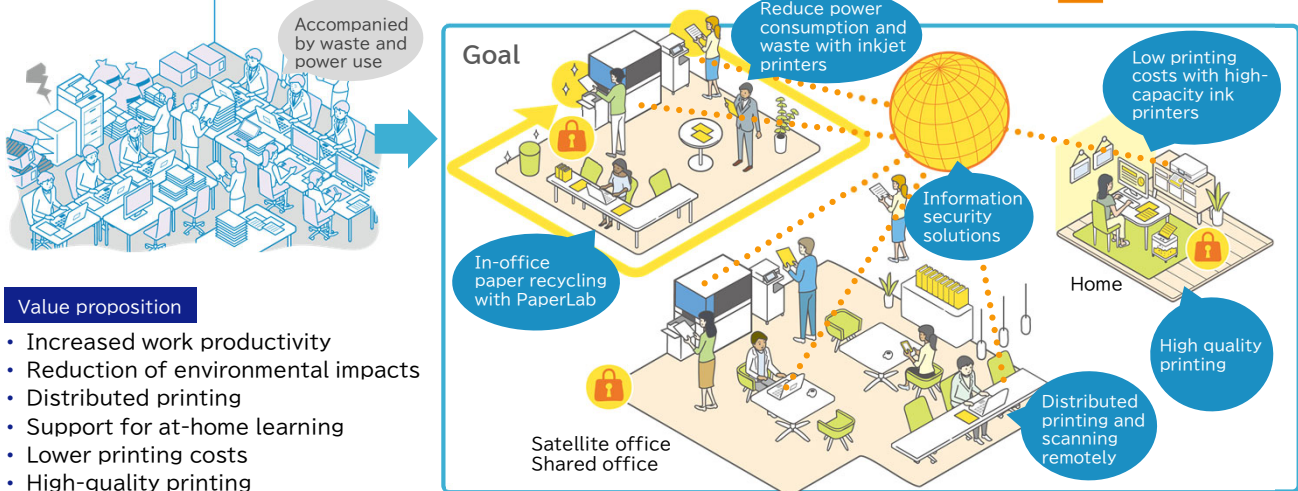 Accompanied
by waste and
power use
Goal
Reduce power
consumption and
waste with inkjet
printers
Low printing
costs with high-
capacity ink
printers
Information
security
solutions
In-office
paper recycling
with PaperLab
Home
High quality
printing
Distributed
printing and
scanning
remotely
Satellite office
Shared office
Value proposition
• Increased work productivity
• Reduction of environmental impacts
• Distributed printing
• Support for at-home learning
• Lower printing costs
• High-quality printing